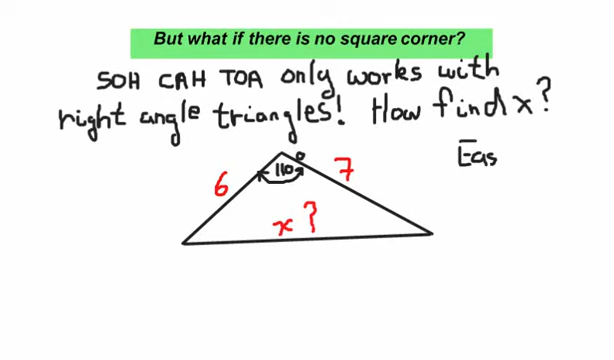 But what if there is no square corner?
SOH CAH TOA only works with
right angle triangles! How find x?
Eas
6
110°
7
x?